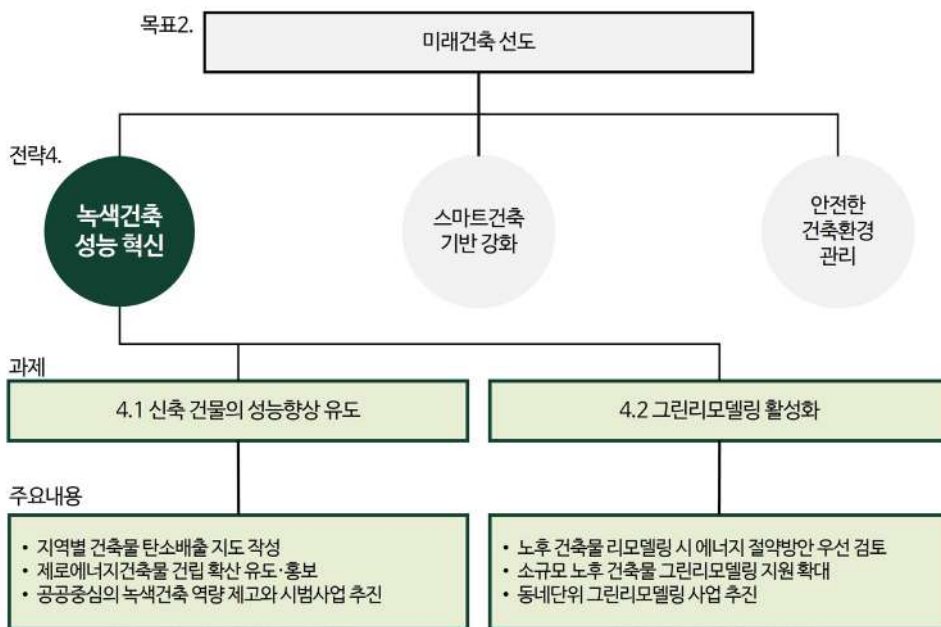 목표2.
미래건축 선도
전략4.
녹색건축
성능 혁신
스마트건축
기반 강화
안전한
건축환경
관리
과제
4.1 신축 건물의 성능향상 유도
4.2 그린리모델링 활성화
주요내용
• 지역별 건축물 탄소배출 지도 작성
• 제로에너지건축물 건립 확산 유도·홍보
• 공공중심의 녹색건축 역량 제고와 시범사업 추진
• 노후 건축물 리모델링 시 에너지 절약방안 우선 검토
• 소규모 노후 건축물 그린리모델링 지원 확대
• 동네단위 그린리모델링 사업 추진